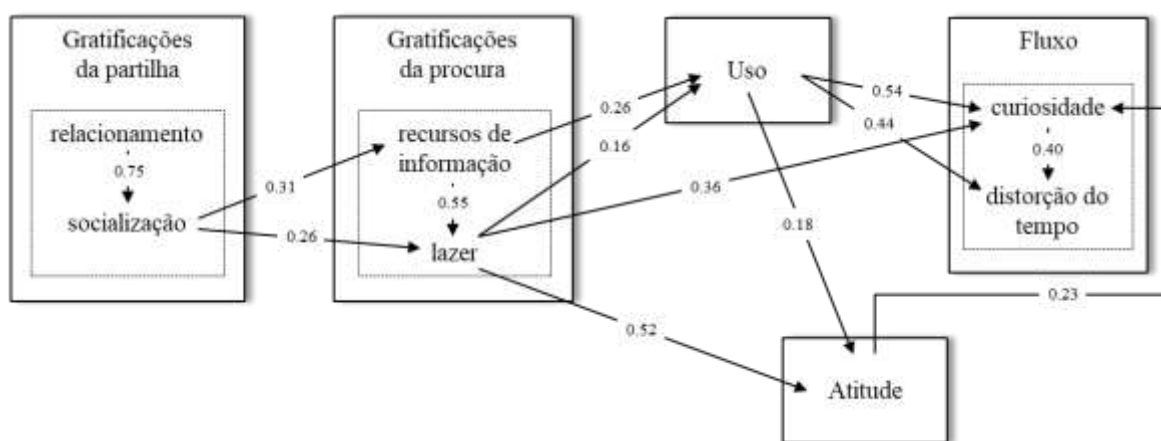 Gratificações
da partilha
relacionamento
0.75
socialização
0.31
0.26
Gratificações
da procura
recursos de
informação
0.55
lazer
0.26
0.16
0.36
0.52
Uso
0.54
0.44
0.18
Fluxo
curiosidade
0.40
distorção do
tempo
0.23
Atitude